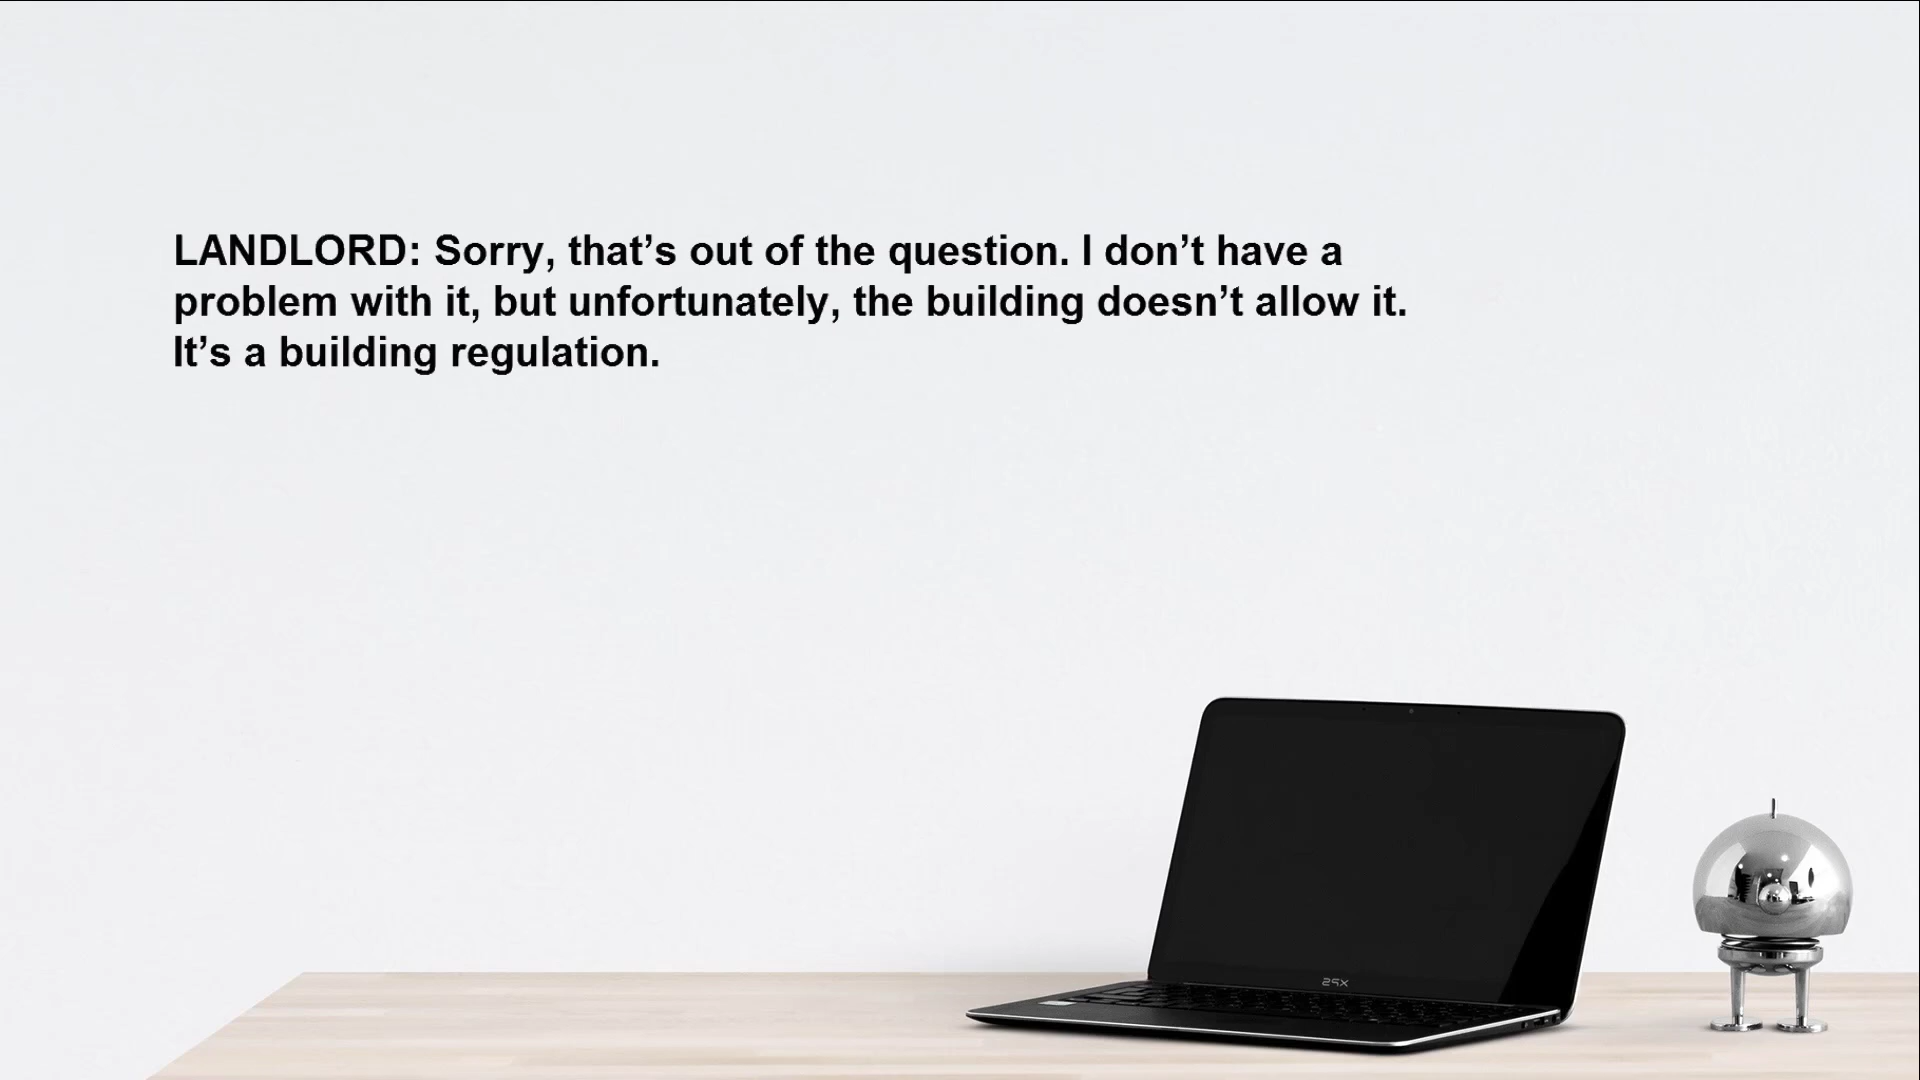 LANDLORD: Sorry, that’s out of the question. I don’t have a
problem with it, but unfortunately, the building doesn’t allow it.
It’s a building regulation.
XPS